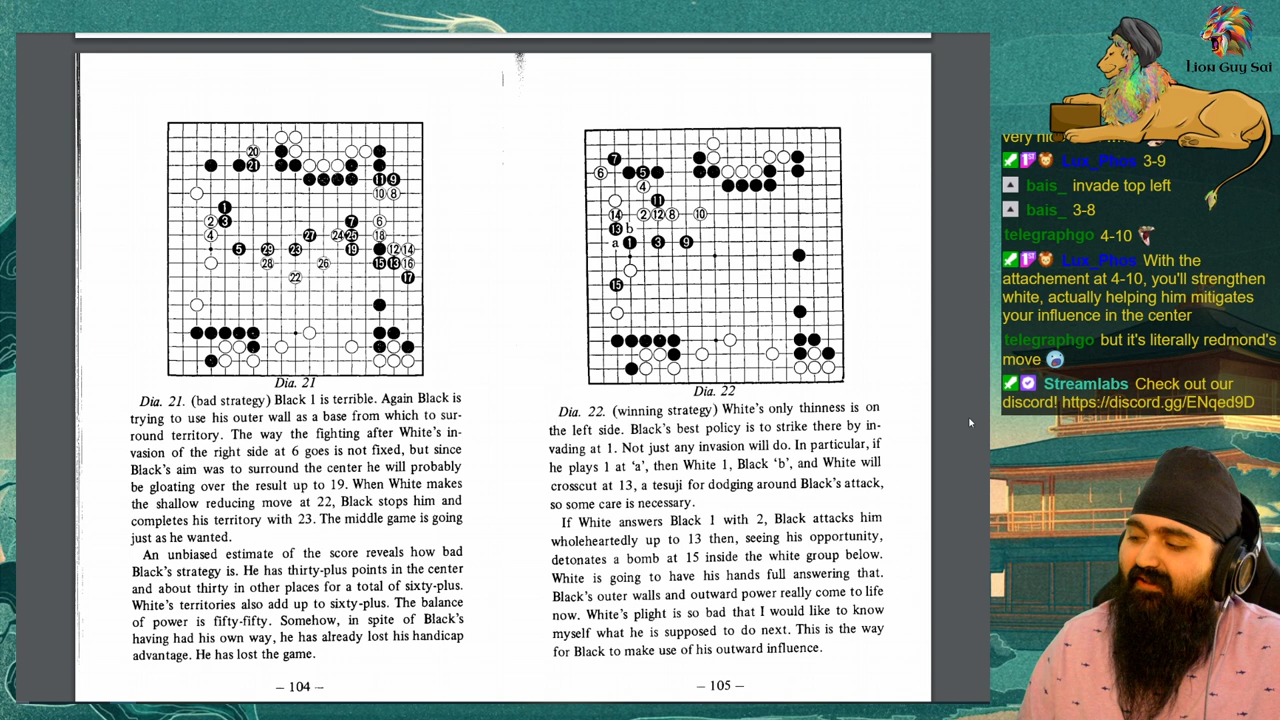 Dia. 21
Dia. 21. (bad strategy) Black 1 is terrible. Again Black is
trying to use his outer wall as a base from which to sur-
round territory. The way the fighting after White's in-
vasion of the right side at 6 goes is not fixed, but since
Black's aim was to surround the center he will probably
be gloating over the result up to 19. When White makes
the shallow reducing move at 22, Black stops him and
completes his territory with 23. The middle game is going
just as he wanted.
An unbiased estimate of the score reveals how bad
Black's strategy is. He has thirty-plus points in the center
and about thirty in other places for a total of sixty-plus.
White's territories also add up to sixty-plus. The balance
of power is fifty-fifty. Somehow, in spite of Black's
having had his own way, he has already lost his handicap
advantage. He has lost the game.
– 104 –
Dia. 22
Dia. 22. (winning strategy) White's only thinness is on
the left side. Black's best policy is to strike there by in-
vading at 1. Not just any invasion will do. In particular, if
he plays 1 at 'a', then White 1, Black 'b', and White will
crosscut at 13, a tesuji for dodging around Black's attack,
so some care is necessary.
If White answers Black 1 with 2, Black attacks him
wholeheartedly up to 13 then, seeing his opportunity,
detonates a bomb at 15 inside the white group below.
White is going to have his hands full answering that.
Black's outer walls and outward power really come to life
now. White's plight is so bad that I would like to know
myself what he is supposed to do next. This is the way
for Black to make use of his outward influence.
– 105 –
Lion Guy Sai
Lux_Phos 3-9
bais_ invade top left
bais_ 3-8
telegraphgo 4-10
Lux_Phos With the
attachement at 4-10, you'll strengthen
white, actually helping him mitigates
your influence in the center
telegraphgo but it's literally redmond's
move
Streamlabs Check out our
discord! https://discord.gg/ENqed9D